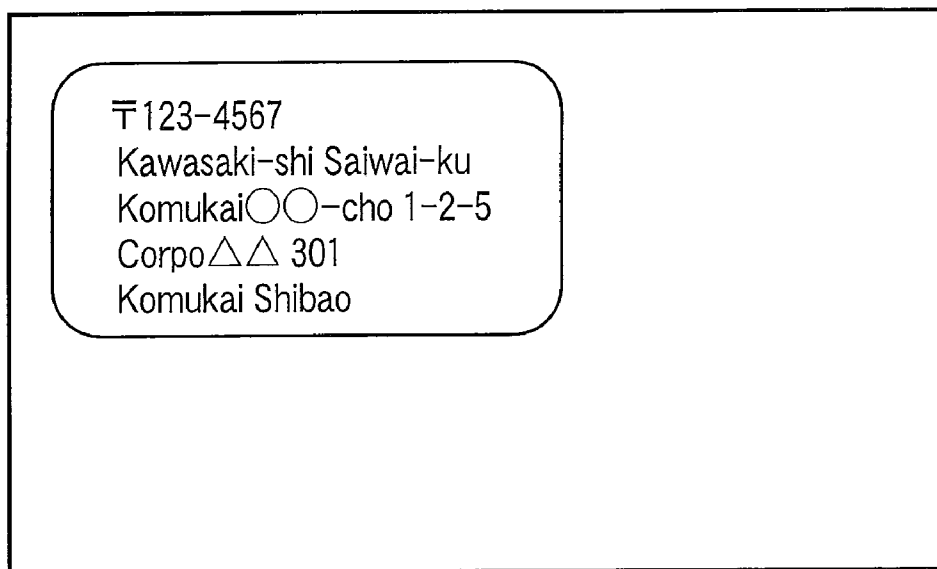 〒123-4567
Kawasaki-shi Saiwai-ku
Komukai○○-cho 1-2-5
Corpo△△ 301
Komukai Shibao